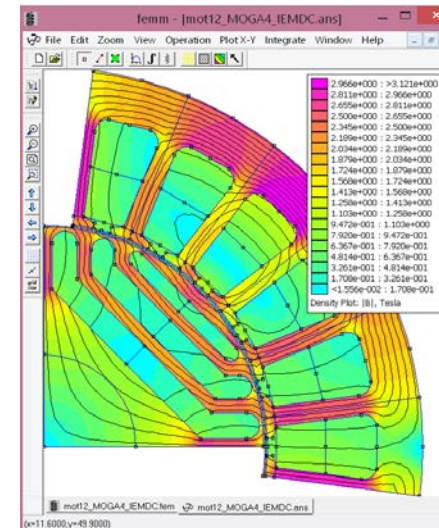 femm - [mot12_MOGA4_IEMDC.ans]
File Edit Zoom View Operation Plot X-Y Integrate Window Help
2.966e+000 : >3.121e+000
2.811e+000 : 2.966e+000
2.655e+000 : 2.811e+000
2.500e+000 : 2.655e+000
2.345e+000 : 2.500e+000
2.189e+000 : 2.345e+000
2.034e+000 : 2.189e+000
1.879e+000 : 2.034e+000
1.724e+000 : 1.879e+000
1.568e+000 : 1.724e+000
1.413e+000 : 1.568e+000
1.258e+000 : 1.413e+000
1.103e+000 : 1.258e+000
9.472e-001 : 1.103e+000
7.920e-001 : 9.472e-001
6.367e-001 : 7.920e-001
4.814e-001 : 6.367e-001
3.261e-001 : 4.814e-001
1.708e-001 : 3.261e-001
<1.556e-002 : 1.708e-001
Density Plot: |B|, Tesla
mot12_MOGA4_IEMDC.fem mot12_MOGA4_IEMDC.ans
(x=11.6000,y=49.9000)